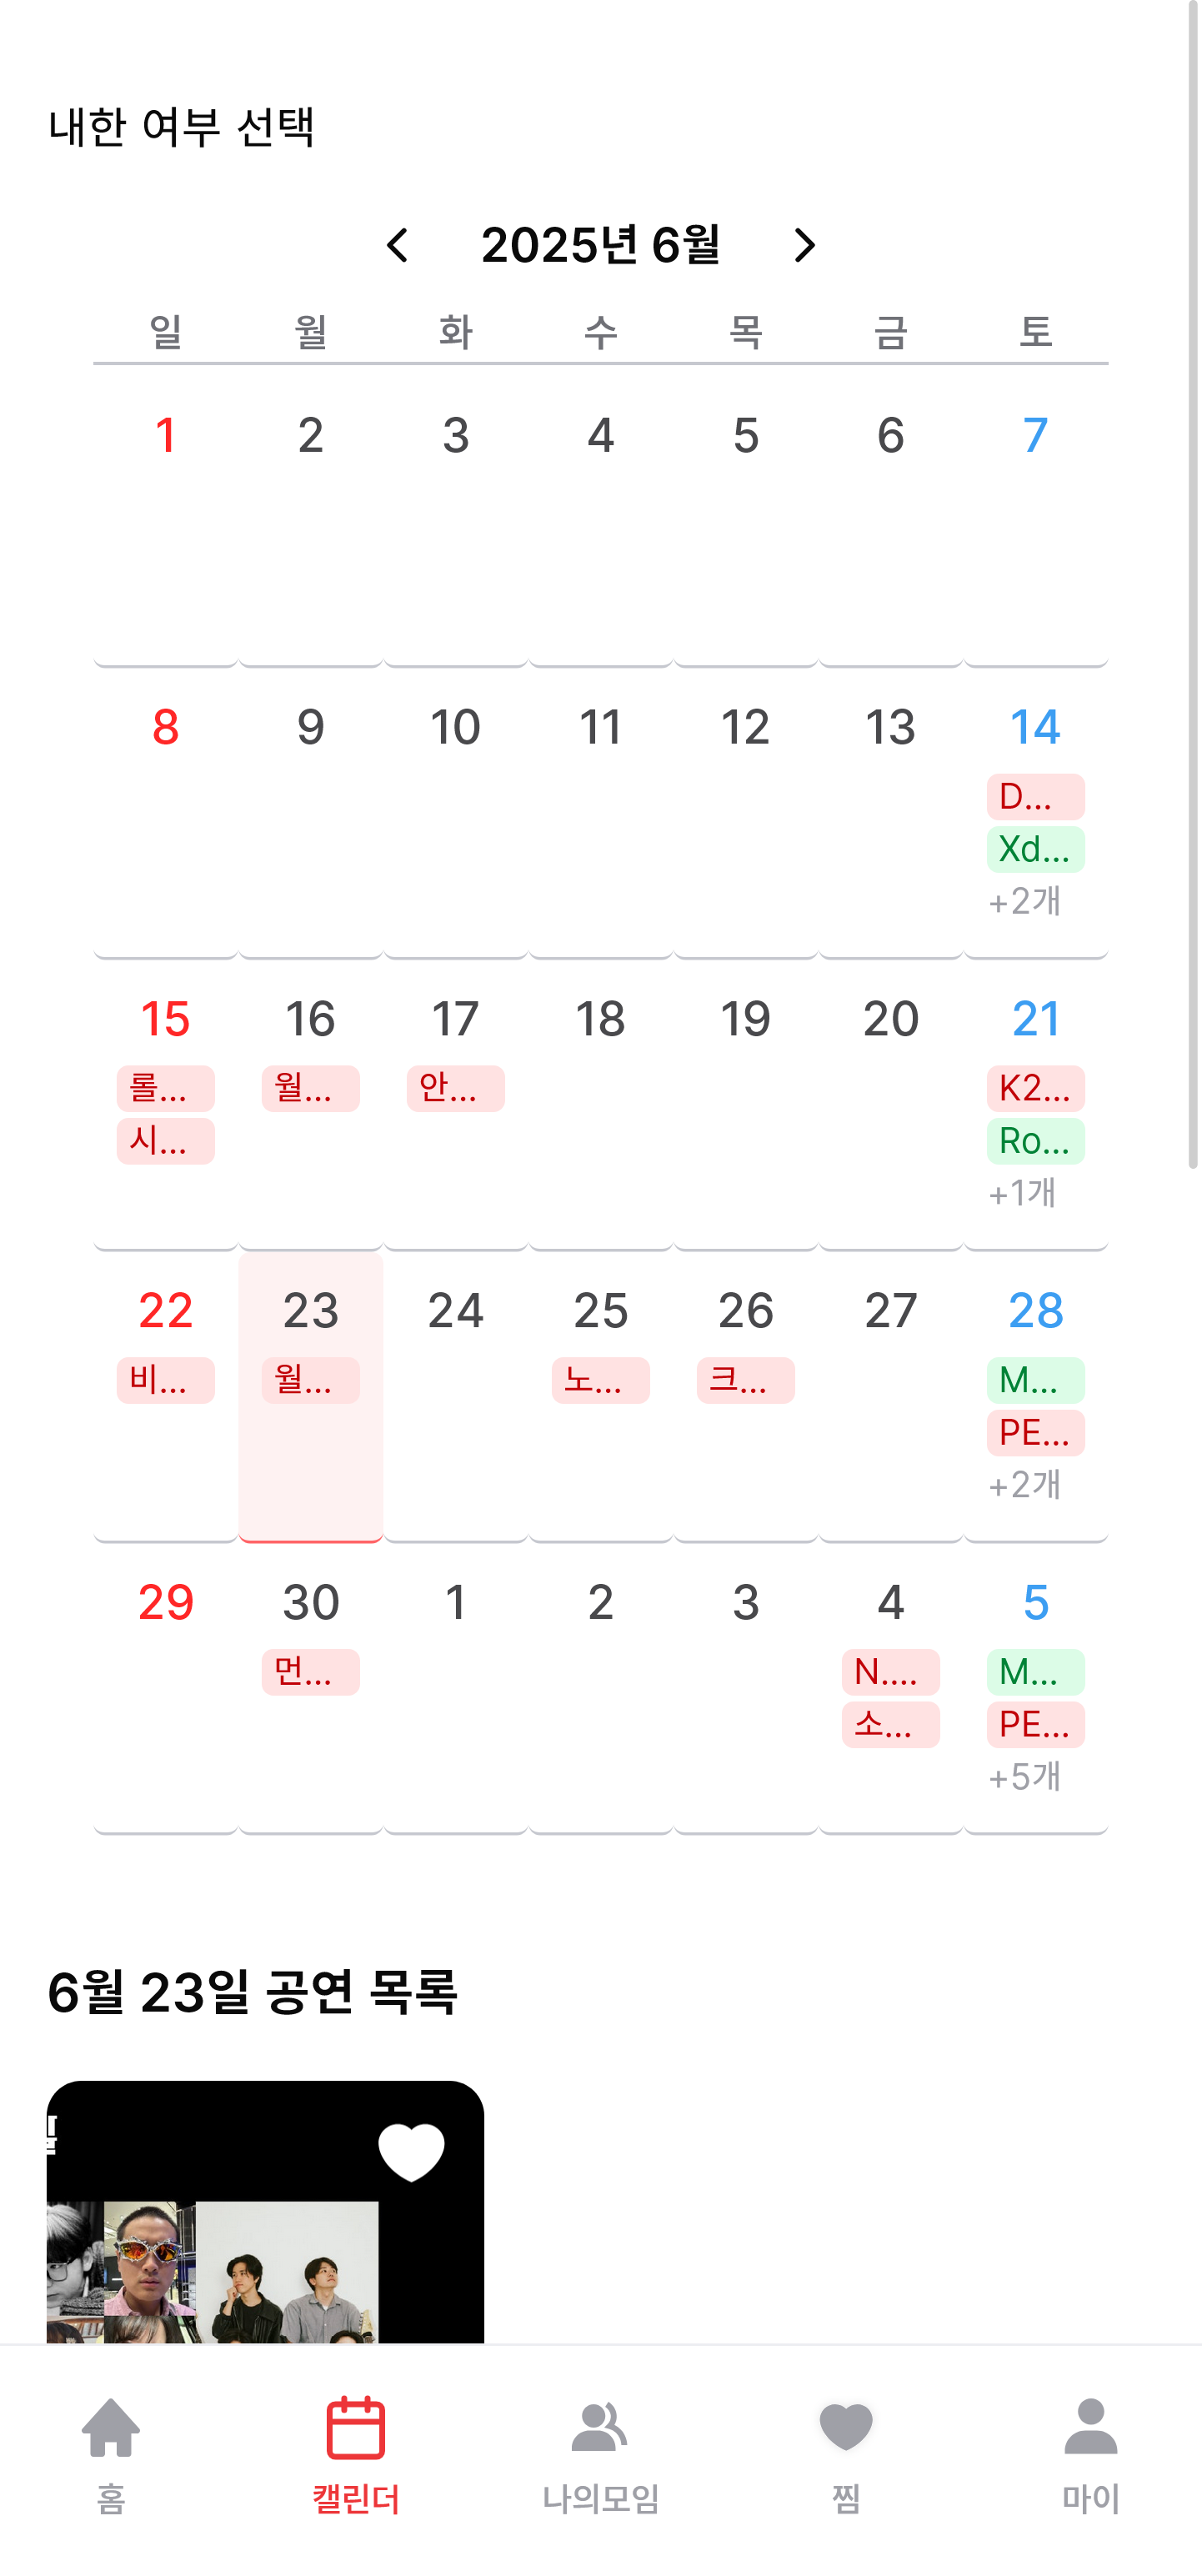 내한 여부 선택
2025년 6월
일 월 화 수 목 금 토
1 2 3 4 5 6 7
8 9 10 11 12 13 14
D...
Xd...
+2개
15 16 17 18 19 20 21
롤... 월... 안... K2...
시... Ro...
+1개
22 23 24 25 26 27 28
비... 월... 노... 크... M...
PE...
+2개
29 30 1 2 3 4 5
먼... N.... M...
소... PE...
+5개
6월 23일 공연 목록
홈 캘린더 나의모임 찜 마이